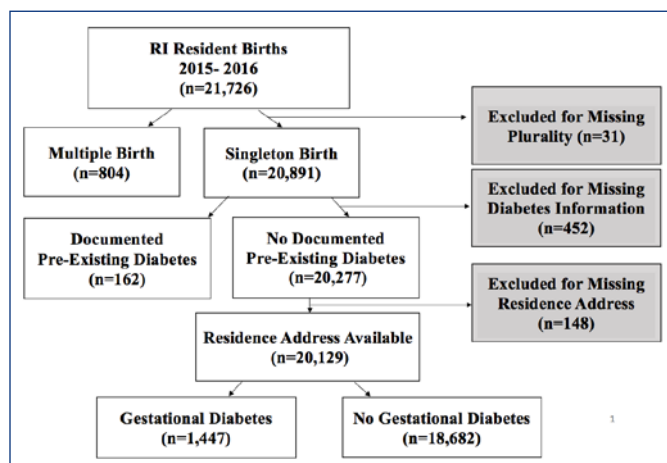 RI Resident Births
2015- 2016
(n=21,726)
Excluded for Missing
Plurality (n=31)
Multiple Birth
(n=804)
Singleton Birth
(n=20,891)
Excluded for Missing
Diabetes Information
(n=452)
Documented
Pre-Existing Diabetes
(n=162)
No Documented
Pre-Existing Diabetes
(n=20,277)
Excluded for Missing
Residence Address
(n=148)
Residence Address Available
(n=20,129)
Gestational Diabetes
(n=1,447)
No Gestational Diabetes
(n=18,682)
1